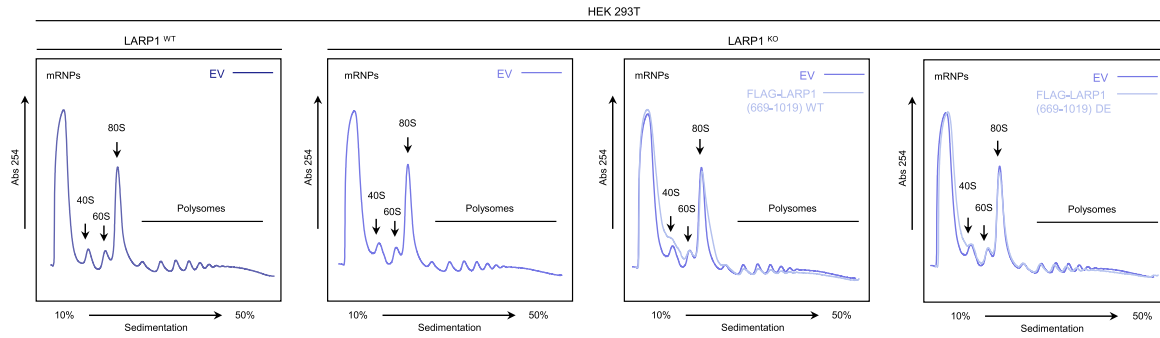 HEK 293T
LARP1 WT
LARP1 KO
mRNPs
EV
80S
40S
60S
Polysomes
Abs 254
10%
50%
Sedimentation
mRNPs
EV
80S
40S
60S
Polysomes
Abs 254
10%
50%
Sedimentation
mRNPs
EV
FLAG-LARP1
(669-1019) WT
80S
40S
60S
Polysomes
Abs 254
10%
50%
Sedimentation
mRNPs
EV
FLAG-LARP1
(669-1019) DE
80S
40S
60S
Polysomes
Abs 254
10%
50%
Sedimentation